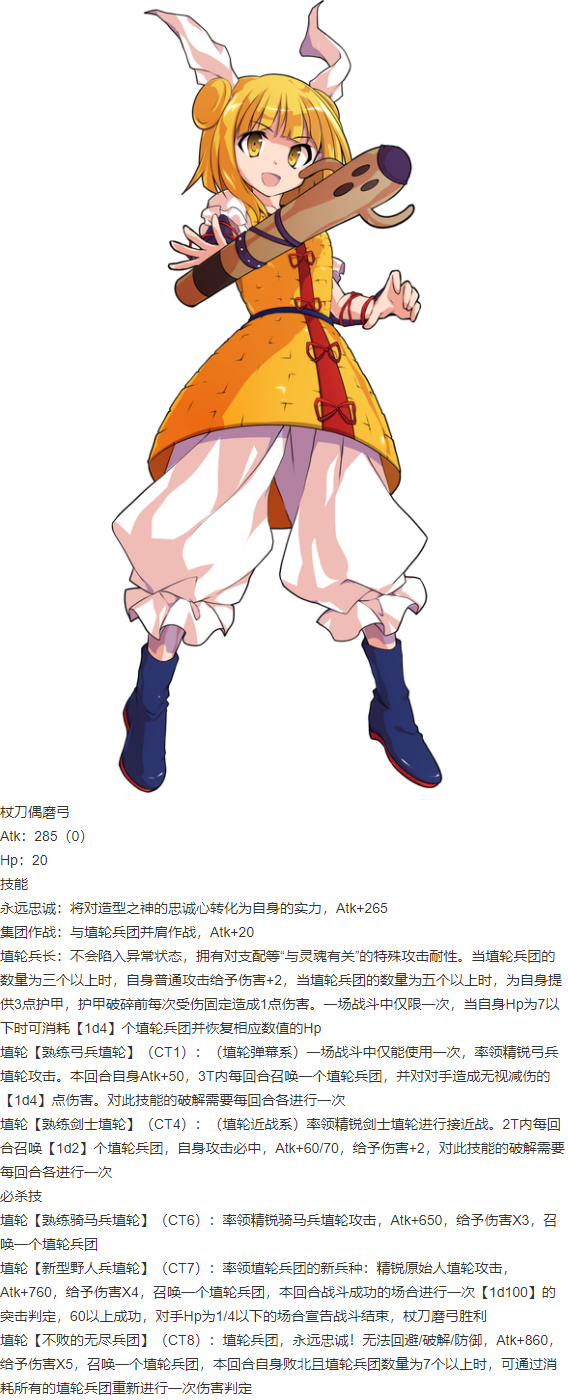 杖刀偶磨弓
Atk：285（0）
Hp：20
技能
永远忠诚：将对造型之神的忠诚心转化为自身的实力，Atk+265
集团作战：与埴轮兵团并肩作战，Atk+20
埴轮兵长：不会陷入异常状态，拥有对支配等“与灵魂有关”的特殊攻击耐性。当埴轮兵团的
数量为三个以上时，自身普通攻击给予伤害+2，当埴轮兵团的数量为五个以上时，为自身提
供3点护甲，护甲破碎前每次受伤固定造成1点伤害。一场战斗中仅限一次，当自身Hp为7以
下时可消耗【1d4】个埴轮兵团并恢复相应数值的Hp
埴轮【熟练弓兵埴轮】（CT1）：（埴轮弹幕系）一场战斗中仅能使用一次，率领精锐弓兵
埴轮攻击。本回合自身Atk+50，3T内每回合召唤一个埴轮兵团，并对对手造成无视减伤的
【1d4】点伤害。对此技能的破解需要每回合各进行一次
埴轮【熟练剑士埴轮】（CT4）：（埴轮近战系）率领精锐剑士埴轮进行接近战。2T内每回
合召唤【1d2】个埴轮兵团，自身攻击必中，Atk+60/70，给予伤害+2，对此技能的破解需要
每回合各进行一次
必杀技
埴轮【熟练骑马兵埴轮】（CT6）：率领精锐骑马兵埴轮攻击，Atk+650，给予伤害X3，召
唤一个埴轮兵团
埴轮【新型野人兵埴轮】（CT7）：率领埴轮兵团的新兵种：精锐原始人埴轮攻击，
Atk+760，给予伤害X4，召唤一个埴轮兵团，本回合战斗成功的场合进行一次【1d100】的
突击判定，60以上成功，对手Hp为1/4以下的场合宣告战斗结束，杖刀磨弓胜利
埴轮【不败的无尽兵团】（CT8）：埴轮兵团，永远忠诚！无法回避/破解/防御，Atk+860，
给予伤害X5，召唤一个埴轮兵团，本回合自身败北且埴轮兵团数量为7个以上时，可通过消
耗所有的埴轮兵团重新进行一次伤害判定